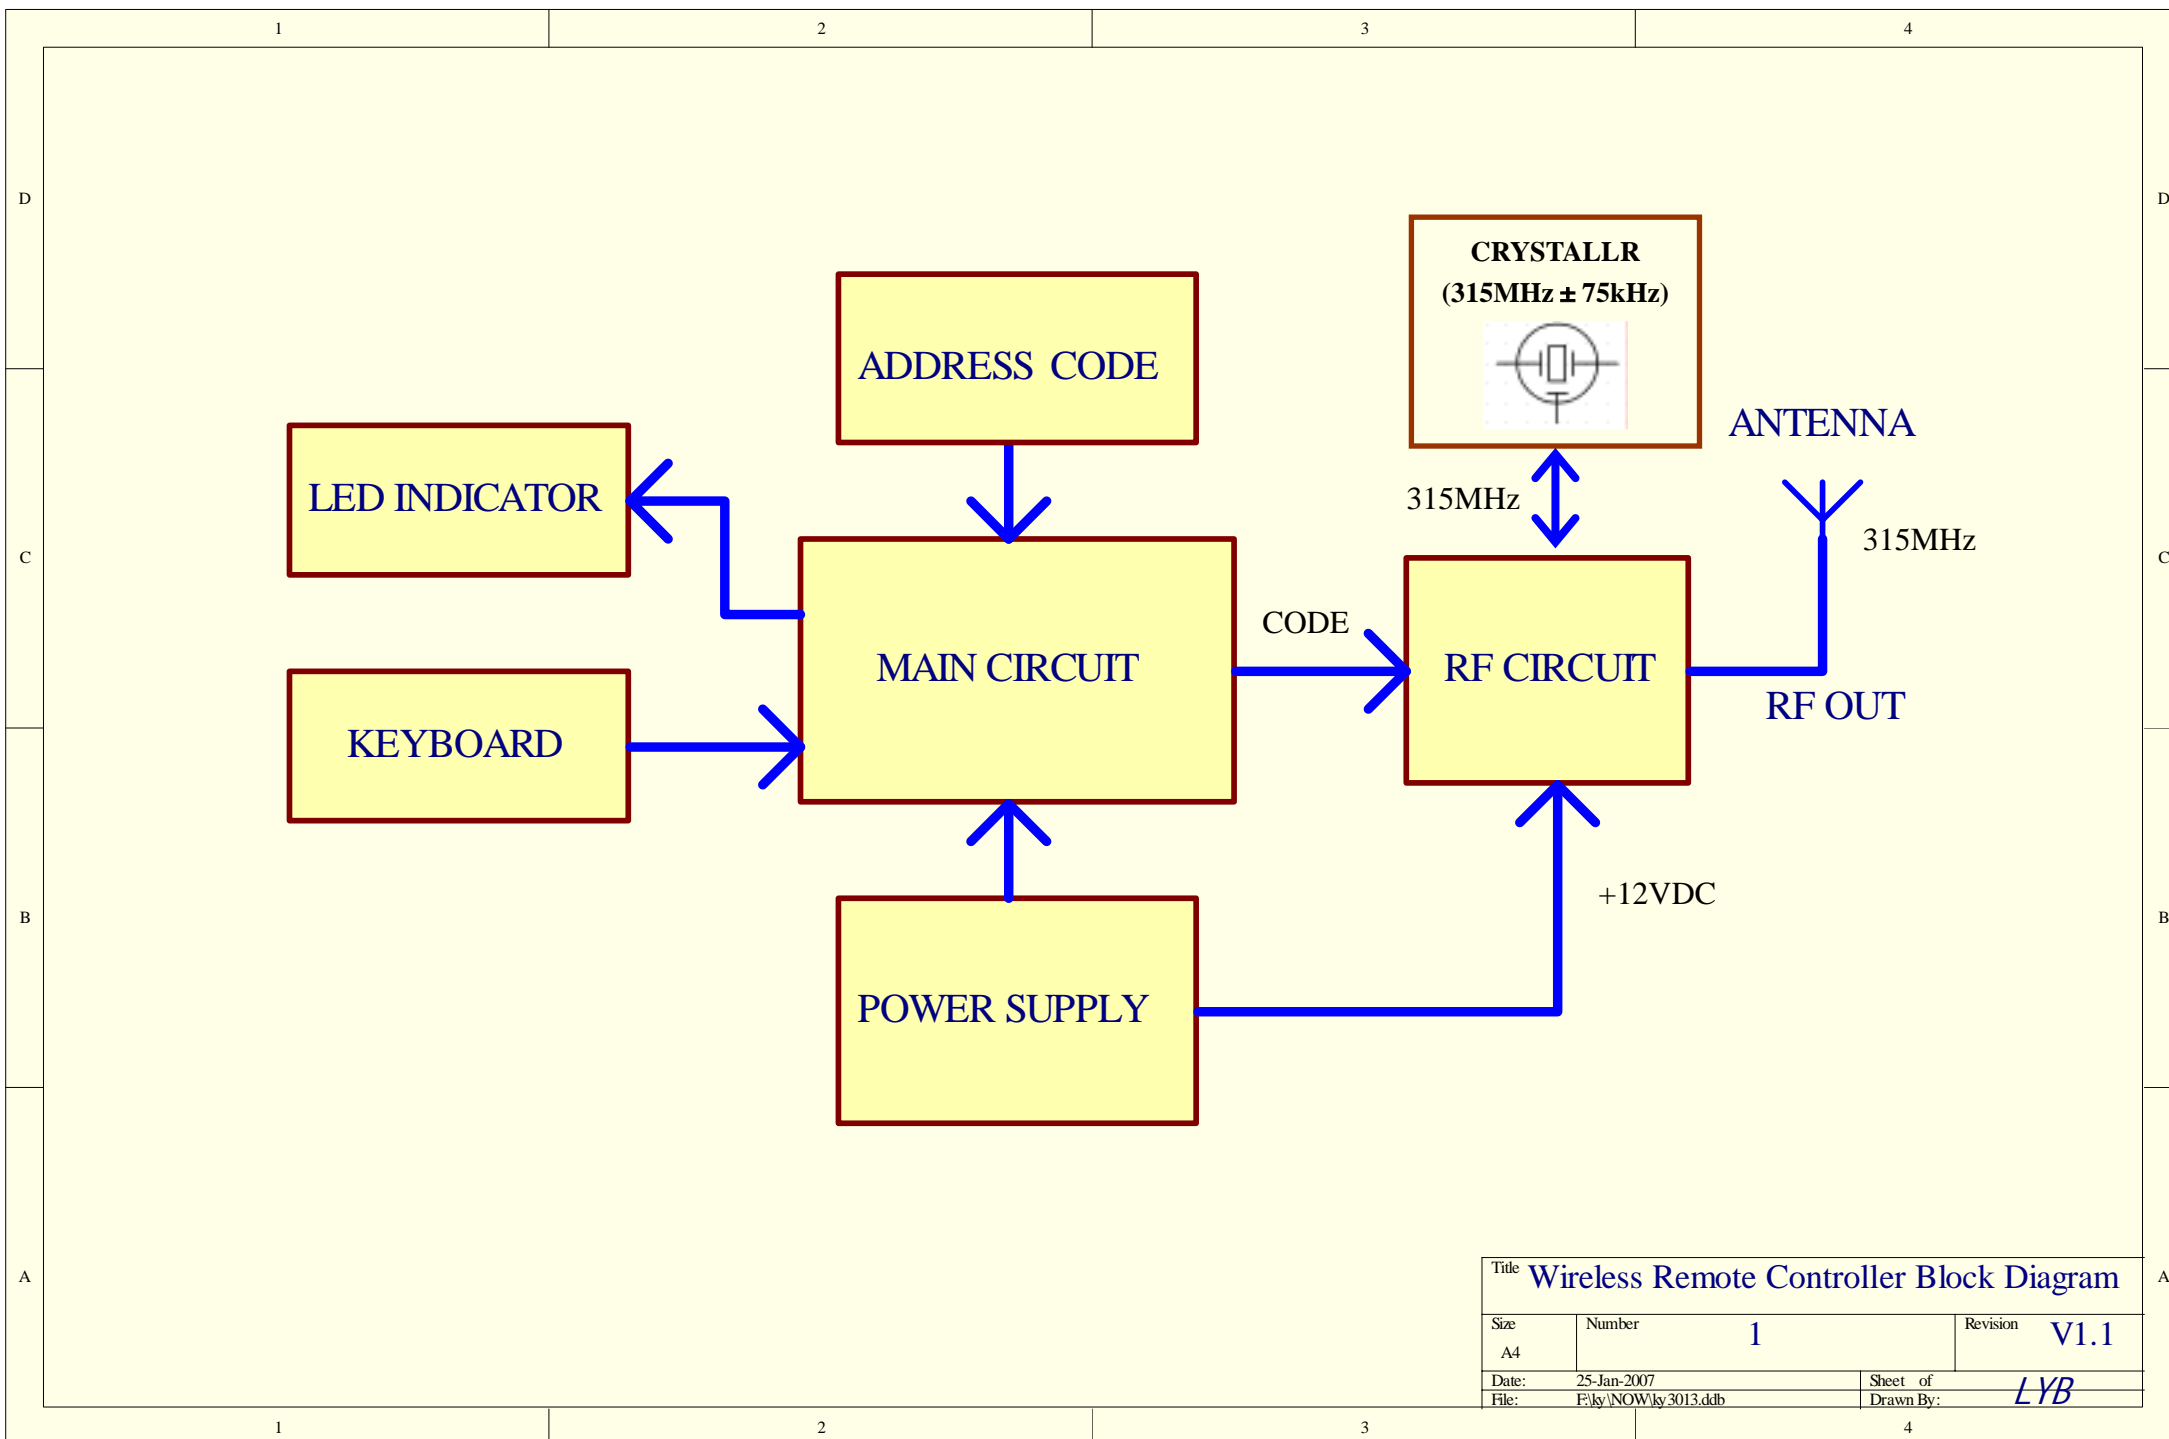 1 2 3 4
D D
CRYSTALLR
(315MHz ± 75kHz)
ADDRESS CODE
ANTENNA
LED INDICATOR
315MHz
315MHz
C C
CODE
MAIN CIRCUIT
RF CIRCUIT
RF OUT
KEYBOARD
+12VDC
B B
POWER SUPPLY
A A
Title Wireless Remote Controller Block Diagram
Size Number 1 Revision V1.1
A4
Date: 25-Jan-2007 Sheet of
File: F:\ky\NOW\ky3013.ddb Drawn By: LYB
1 2 3 4